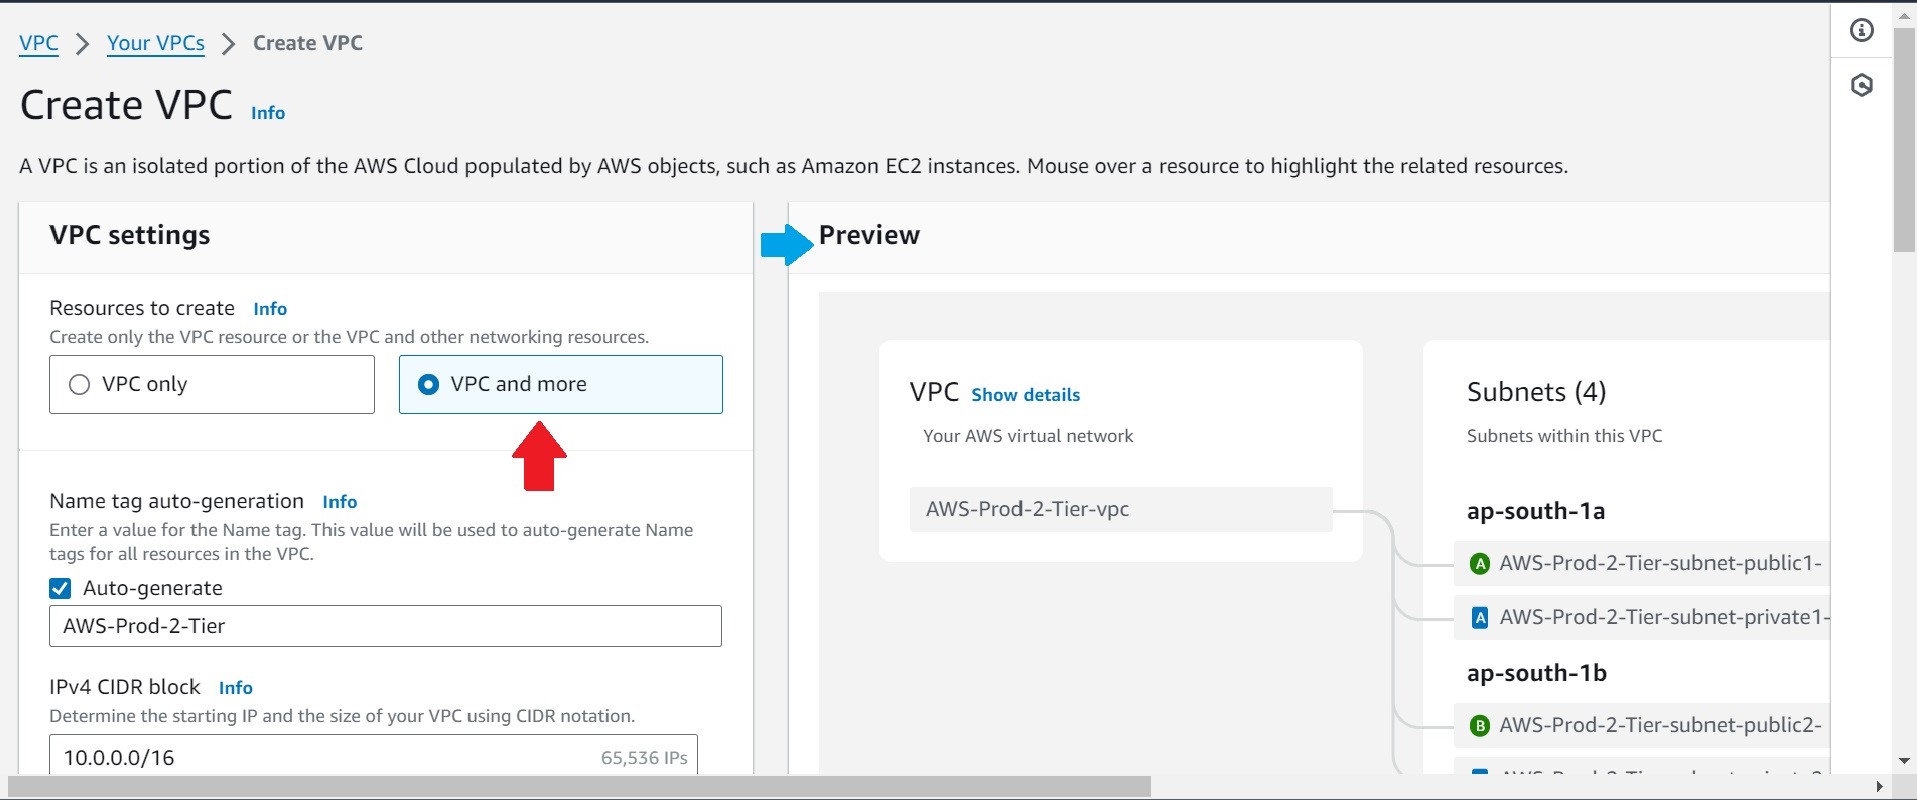 VPC > Your VPCs > Create VPC
Create VPC Info
A VPC is an isolated portion of the AWS Cloud populated by AWS objects, such as Amazon EC2 instances. Mouse over a resource to highlight the related resources.
VPC settings
Resources to create Info
Create only the VPC resource or the VPC and other networking resources.
VPC only
VPC and more
Name tag auto-generation Info
Enter a value for the Name tag. This value will be used to auto-generate Name
tags for all resources in the VPC.
Auto-generate
AWS-Prod-2-Tier
IPv4 CIDR block Info
Determine the starting IP and the size of your VPC using CIDR notation.
10.0.0.0/16 65,536 IPs
Preview
VPC Show details
Your AWS virtual network
AWS-Prod-2-Tier-vpc
Subnets (4)
Subnets within this VPC
ap-south-1a
A AWS-Prod-2-Tier-subnet-public1-
A AWS-Prod-2-Tier-subnet-private1-
ap-south-1b
B AWS-Prod-2-Tier-subnet-public2-